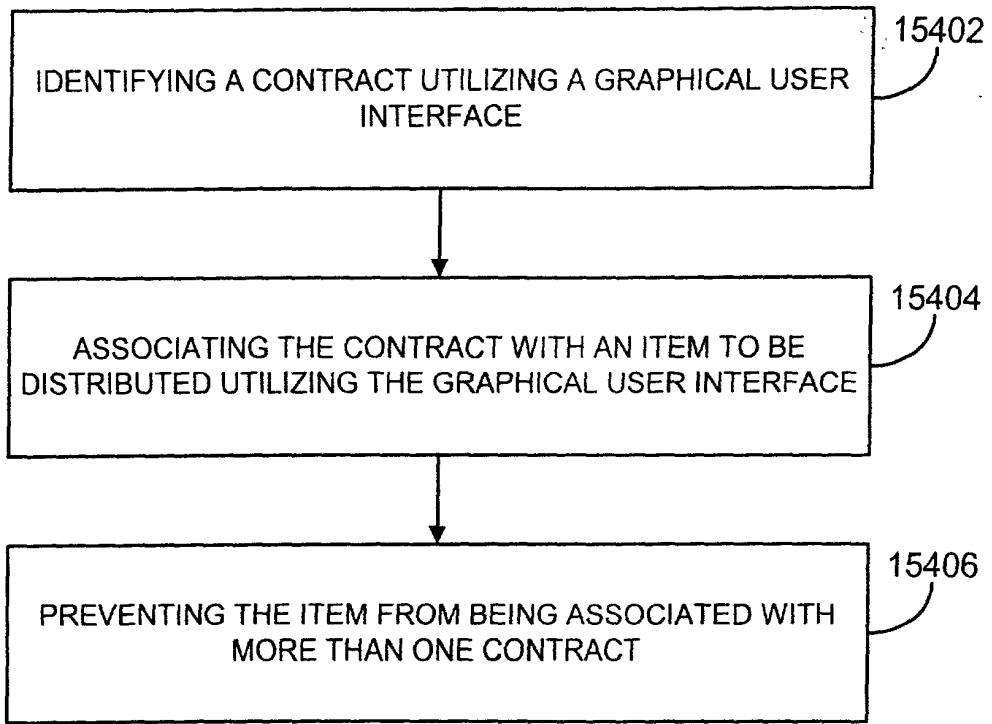 15402
IDENTIFYING A CONTRACT UTILIZING A GRAPHICAL USER
INTERFACE
15404
ASSOCIATING THE CONTRACT WITH AN ITEM TO BE
DISTRIBUTED UTILIZING THE GRAPHICAL USER INTERFACE
15406
PREVENTING THE ITEM FROM BEING ASSOCIATED WITH
MORE THAN ONE CONTRACT